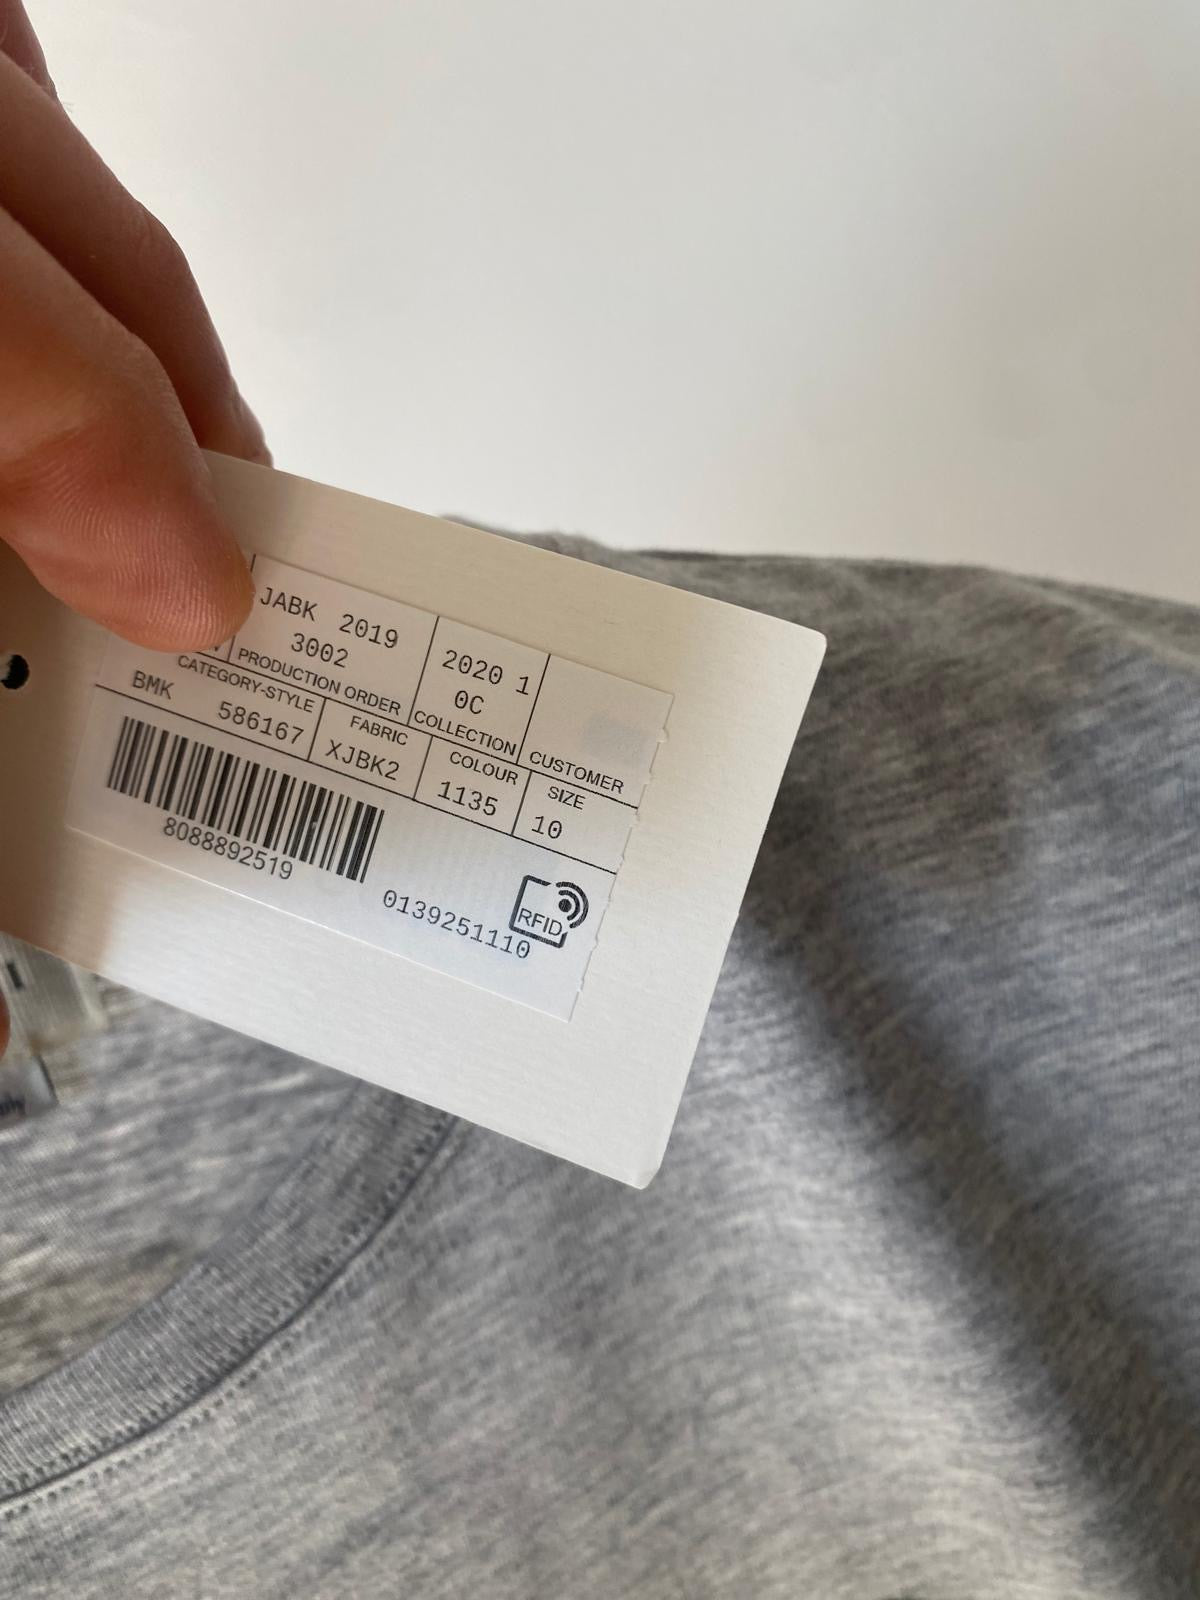 JABK 2019
3002
PRODUCTION ORDER
2020 1
0C
COLLECTION
CUSTOMER
CATEGORY-STYLE
BMK 586167
FABRIC
XJBK2
COLOUR
1135
SIZE
10
8088892519
0139251110
RFID